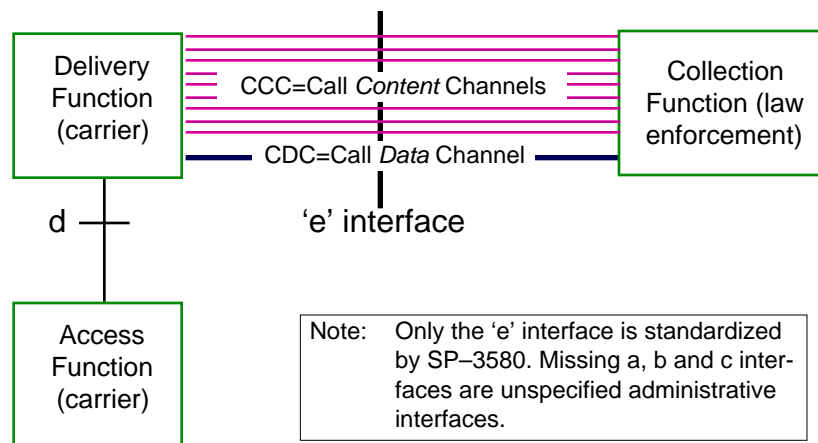 Delivery
Function
(carrier)
CCC=Call Content Channels
CDC=Call Data Channel
Collection
Function (law
enforcement)
d
‘e’ interface
Access
Function
(carrier)
Note: Only the ‘e’ interface is standardized
by SP–3580. Missing a, b and c inter-
faces are unspecified administrative
interfaces.